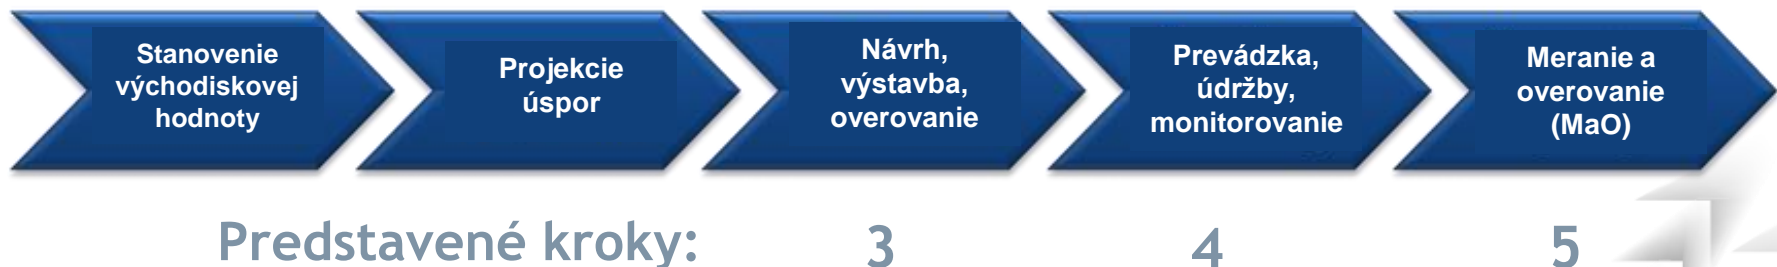 Stanovenie
východiskovej
hodnoty
Projekcie
úspor
Návrh,
výstavba,
overovanie
Prevádzka,
údržby,
monitorovanie
Meranie a
overovanie
(MaO)
Predstavené kroky: 3 4 5